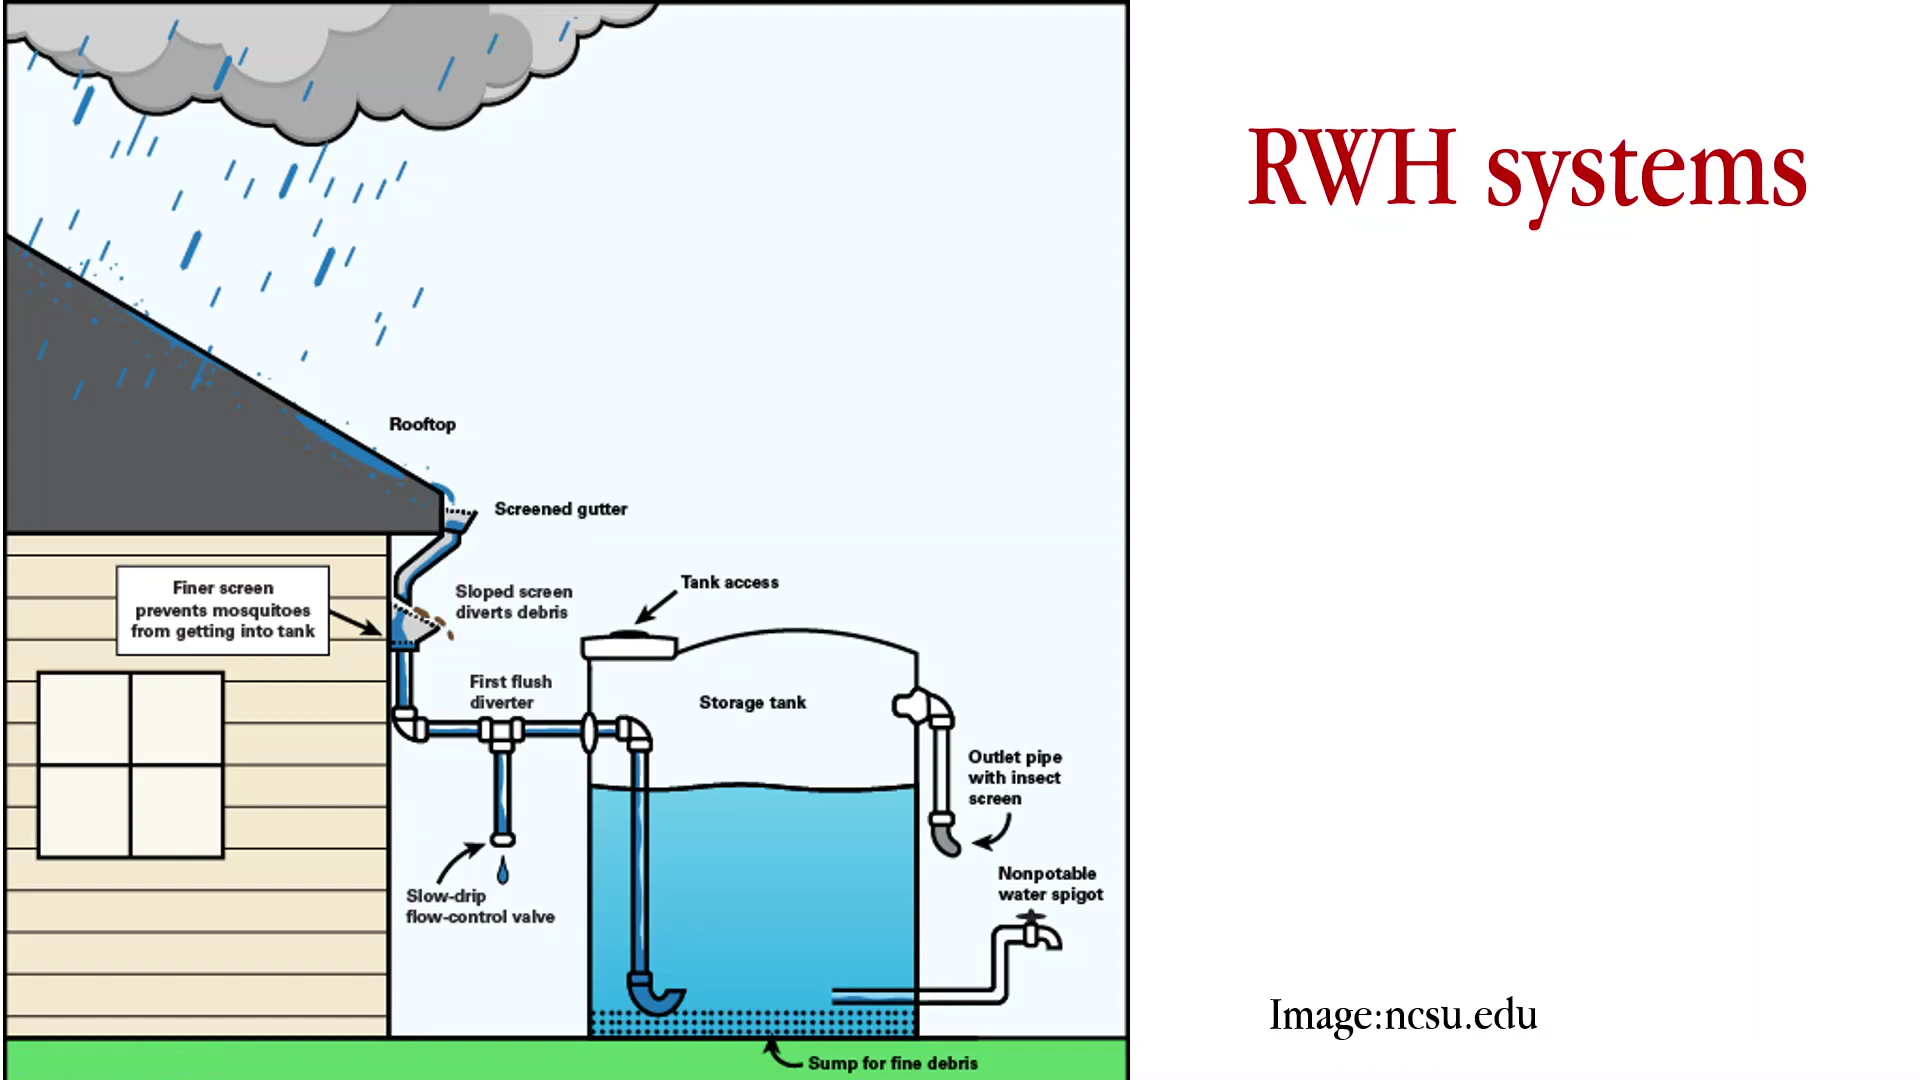 RWH systems
Rooftop
Screened gutter
Finer screen
prevents mosquitoes
from getting into tank
Sloped screen
diverts debris
Tank access
First flush
diverter
Storage tank
Outlet pipe
with insect
screen
Slow-drip
flow-control valve
Nonpotable
water spigot
Sump for fine debris
Image:ncsu.edu